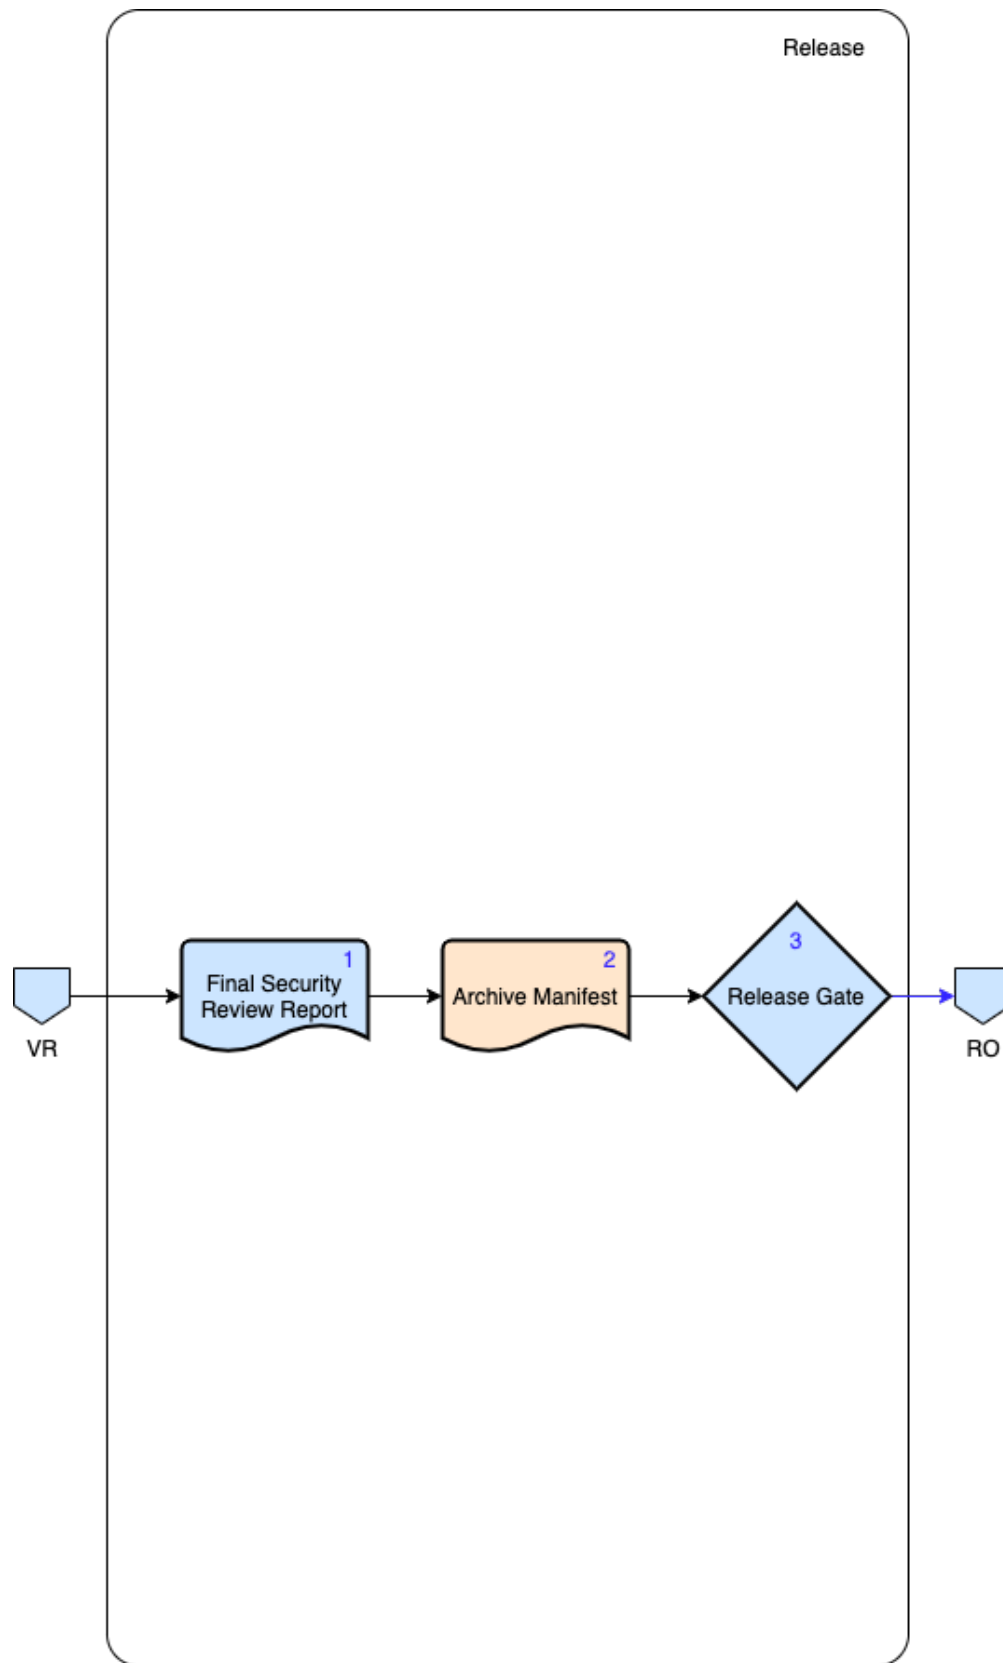 Release
1
Final Security
Review Report
2
Archive Manifest
3
Release Gate
VR
RO